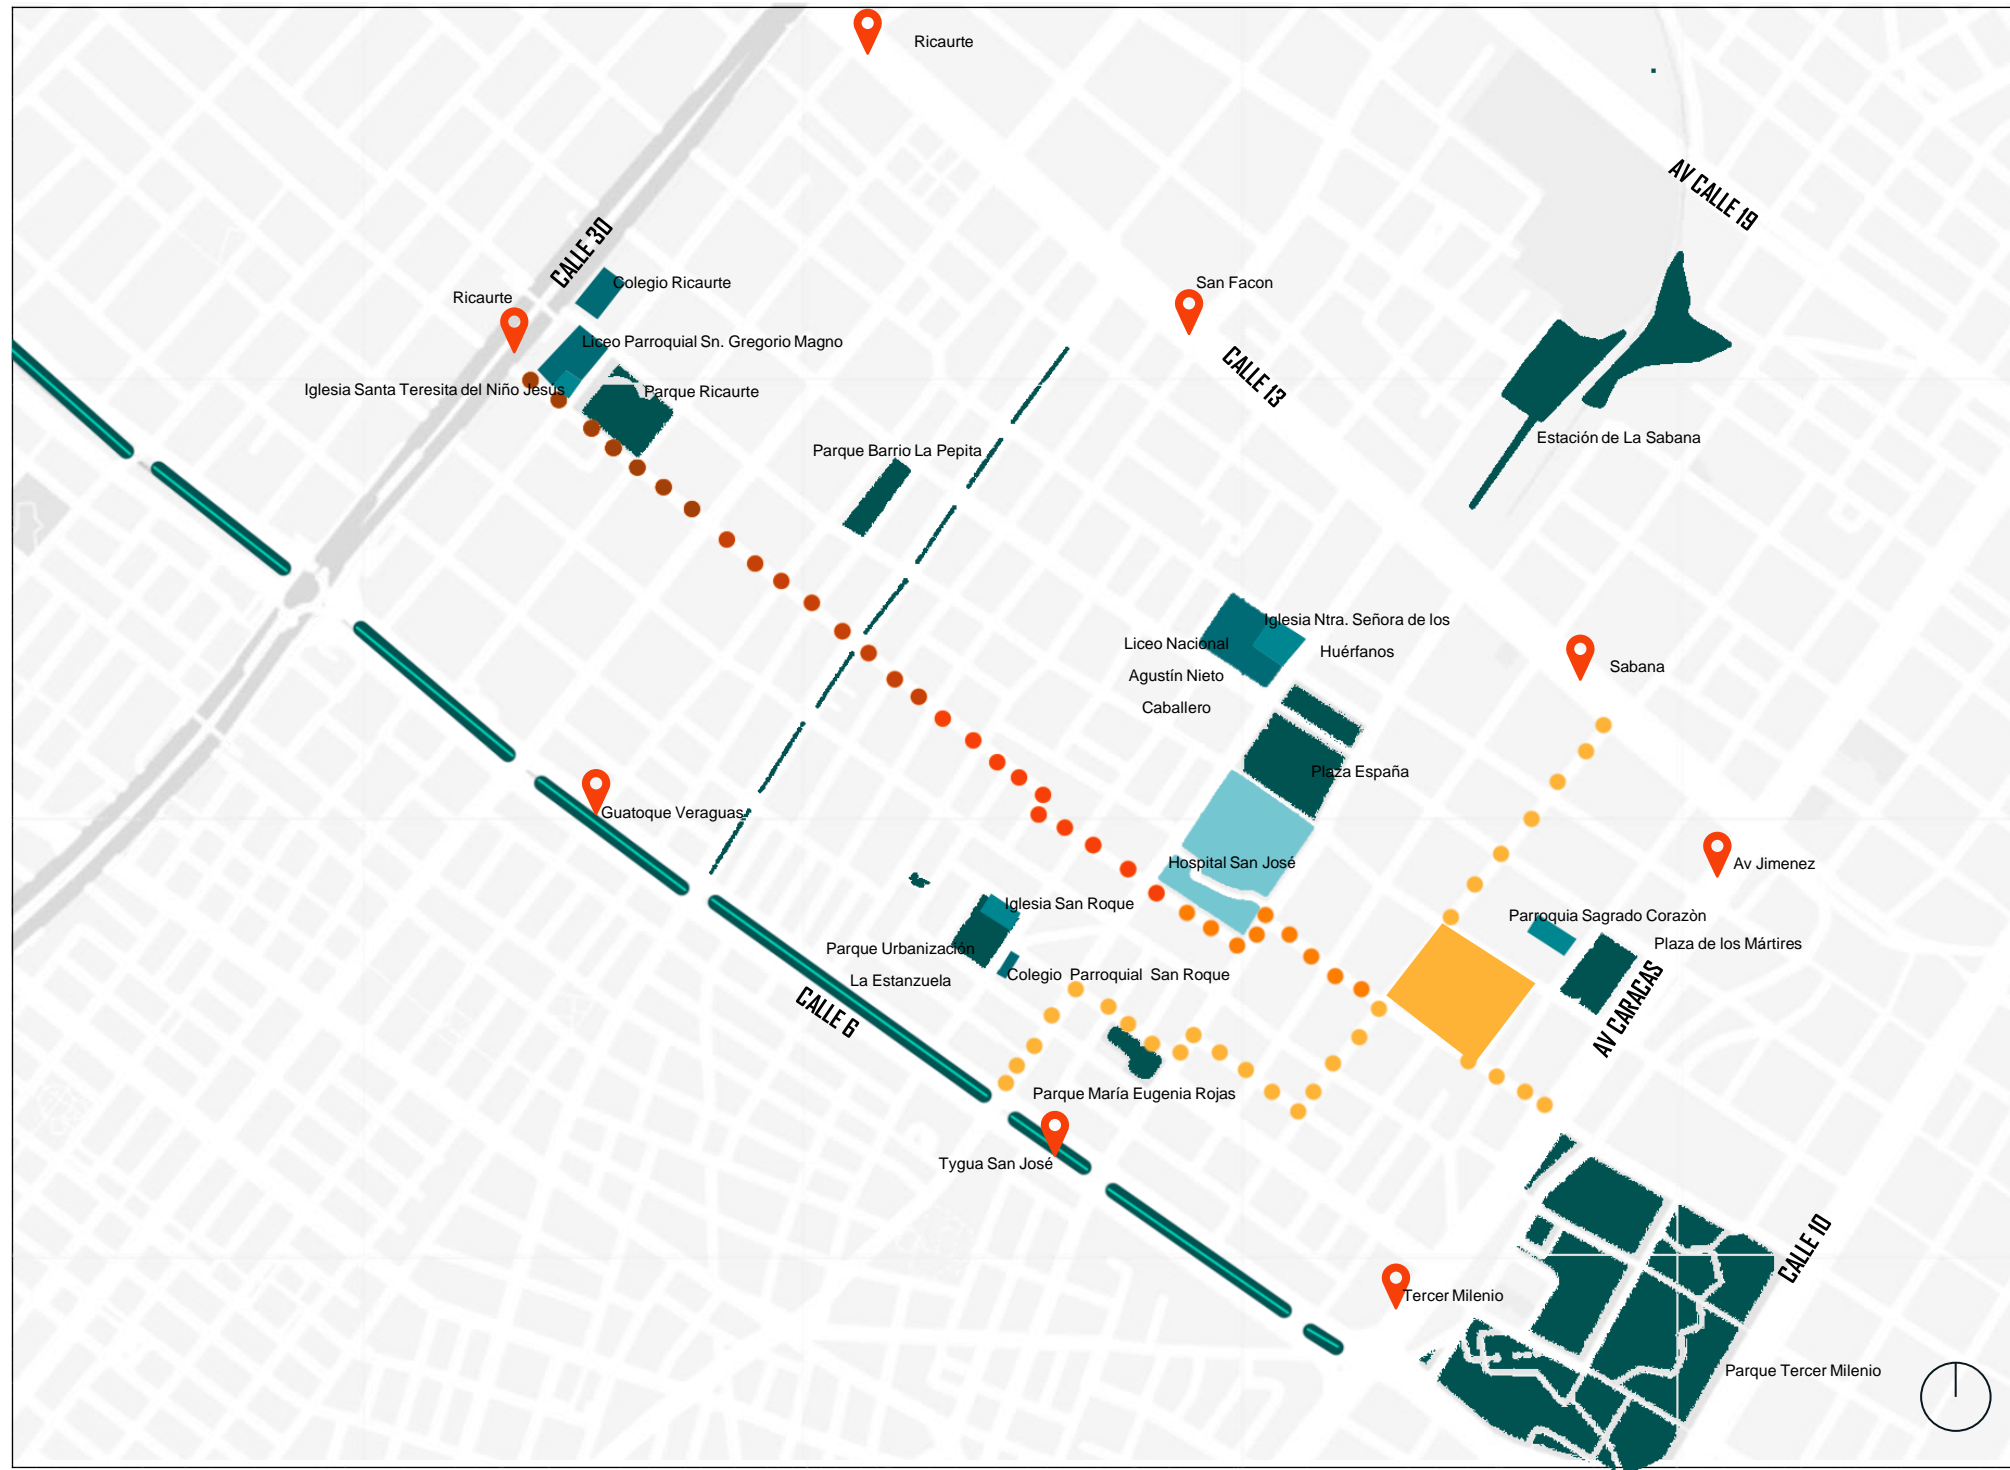 Ricaurte
AV CALLE 19
CALLE 30
Colegio Ricaurte
San Facon
Ricaurte
Liceo Parroquial Sn. Gregorio Magno
CALLE 13
Iglesia Santa Teresita del Niño Jesús
Parque Ricaurte
Estación de La Sabana
Parque Barrio La Pepita
Iglesia Ntra. Señora de los
Huérfanos
Liceo Nacional
Agustín Nieto
Caballero
Sabana
Plaza España
Guatoque Veraguas
Hospital San José
Av Jimenez
Iglesia San Roque
Parroquia Sagrado Corazòn
Plaza de los Mártires
Parque Urbanización
La Estanzuela
Colegio Parroquial San Roque
CALLE 6
AV CARACAS
Parque María Eugenia Rojas
Tygua San José
CALLE 10
Tercer Milenio
Parque Tercer Milenio